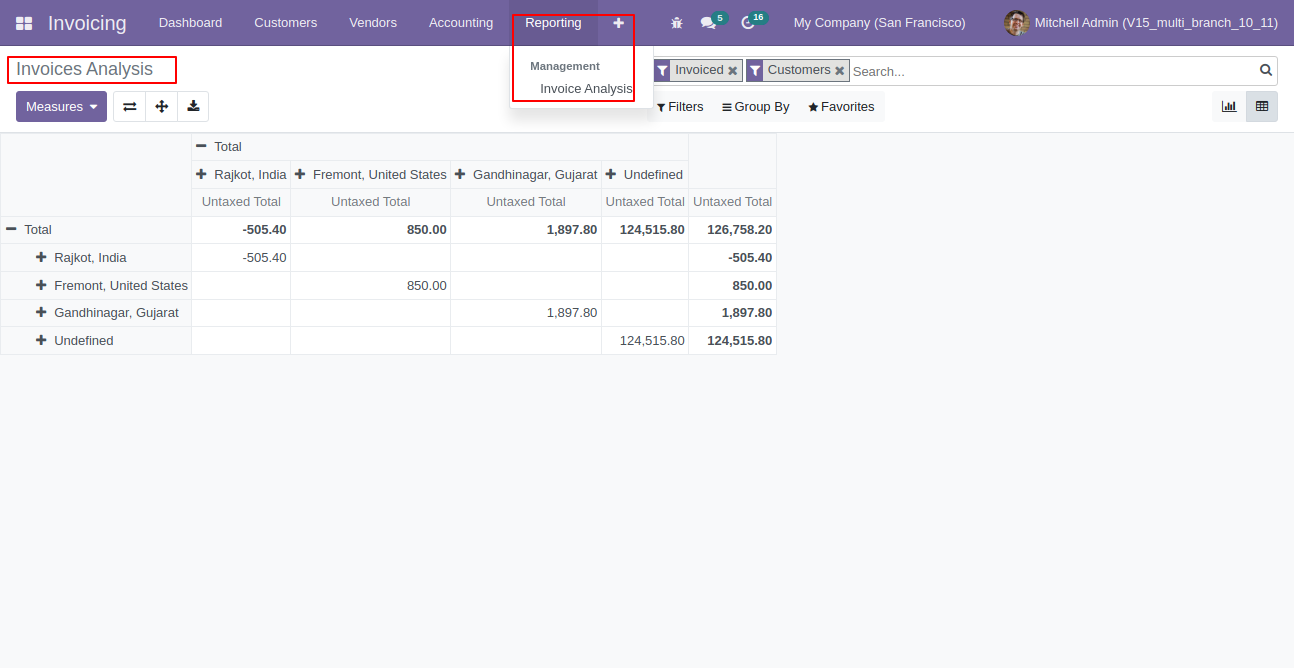 Invoicing Dashboard Customers Vendors Accounting Reporting 5 16 My Company (San Francisco) Mitchell Admin (V15_multi_branch_10_11)
Management
Invoice Analysis
Invoices Analysis
Invoiced Customers Search...
Measures Filters Group By Favorites
Total
Rajkot, India Fremont, United States Gandhinagar, Gujarat Undefined
Untaxed Total Untaxed Total Untaxed Total Untaxed Total Untaxed Total
Total -505.40 850.00 1,897.80 124,515.80 126,758.20
Rajkot, India -505.40 -505.40
Fremont, United States 850.00 850.00
Gandhinagar, Gujarat 1,897.80 1,897.80
Undefined 124,515.80 124,515.80